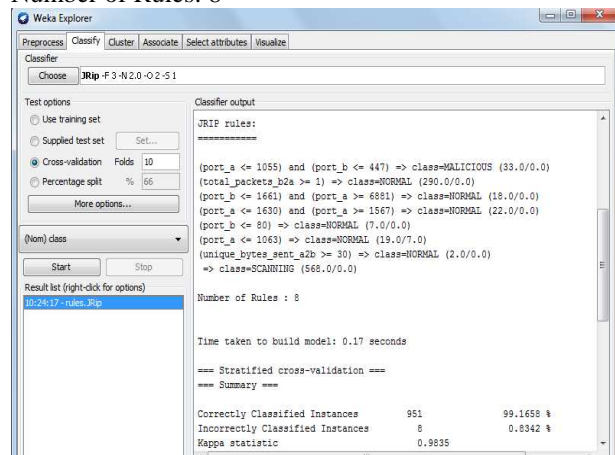 Number of Rules: 8
Weka Explorer
Preprocess Classify Cluster Associate Select attributes Visualize
Classifier
Choose JRip -F 3 -N 2.0 -O 2 -S 1
Test options
Use training set
Supplied test set Set...
Cross-validation Folds 10
Percentage split % 66
More options...
(Nom) class
Start Stop
Result list (right-click for options)
10:24:17 - rules.JRip
Classifier output
JRIP rules:
===========
(port_a <= 1055) and (port_b <= 447) => class=MALICIOUS (33.0/0.0)
(total_packets_b2a >= 1) => class=NORMAL (290.0/0.0)
(port_b <= 1661) and (port_a >= 6881) => class=NORMAL (18.0/0.0)
(port_a <= 1630) and (port_a >= 1567) => class=NORMAL (22.0/0.0)
(port_b <= 80) => class=NORMAL (7.0/0.0)
(port_a <= 1063) => class=NORMAL (19.0/7.0)
(unique_bytes_sent_a2b >= 30) => class=NORMAL (2.0/0.0)
=> class=SCANNING (568.0/0.0)
Number of Rules : 8
Time taken to build model: 0.17 seconds
=== Stratified cross-validation ===
=== Summary ===
Correctly Classified Instances 951 99.1658 %
Incorrectly Classified Instances 8 0.8342 %
Kappa statistic 0.9835